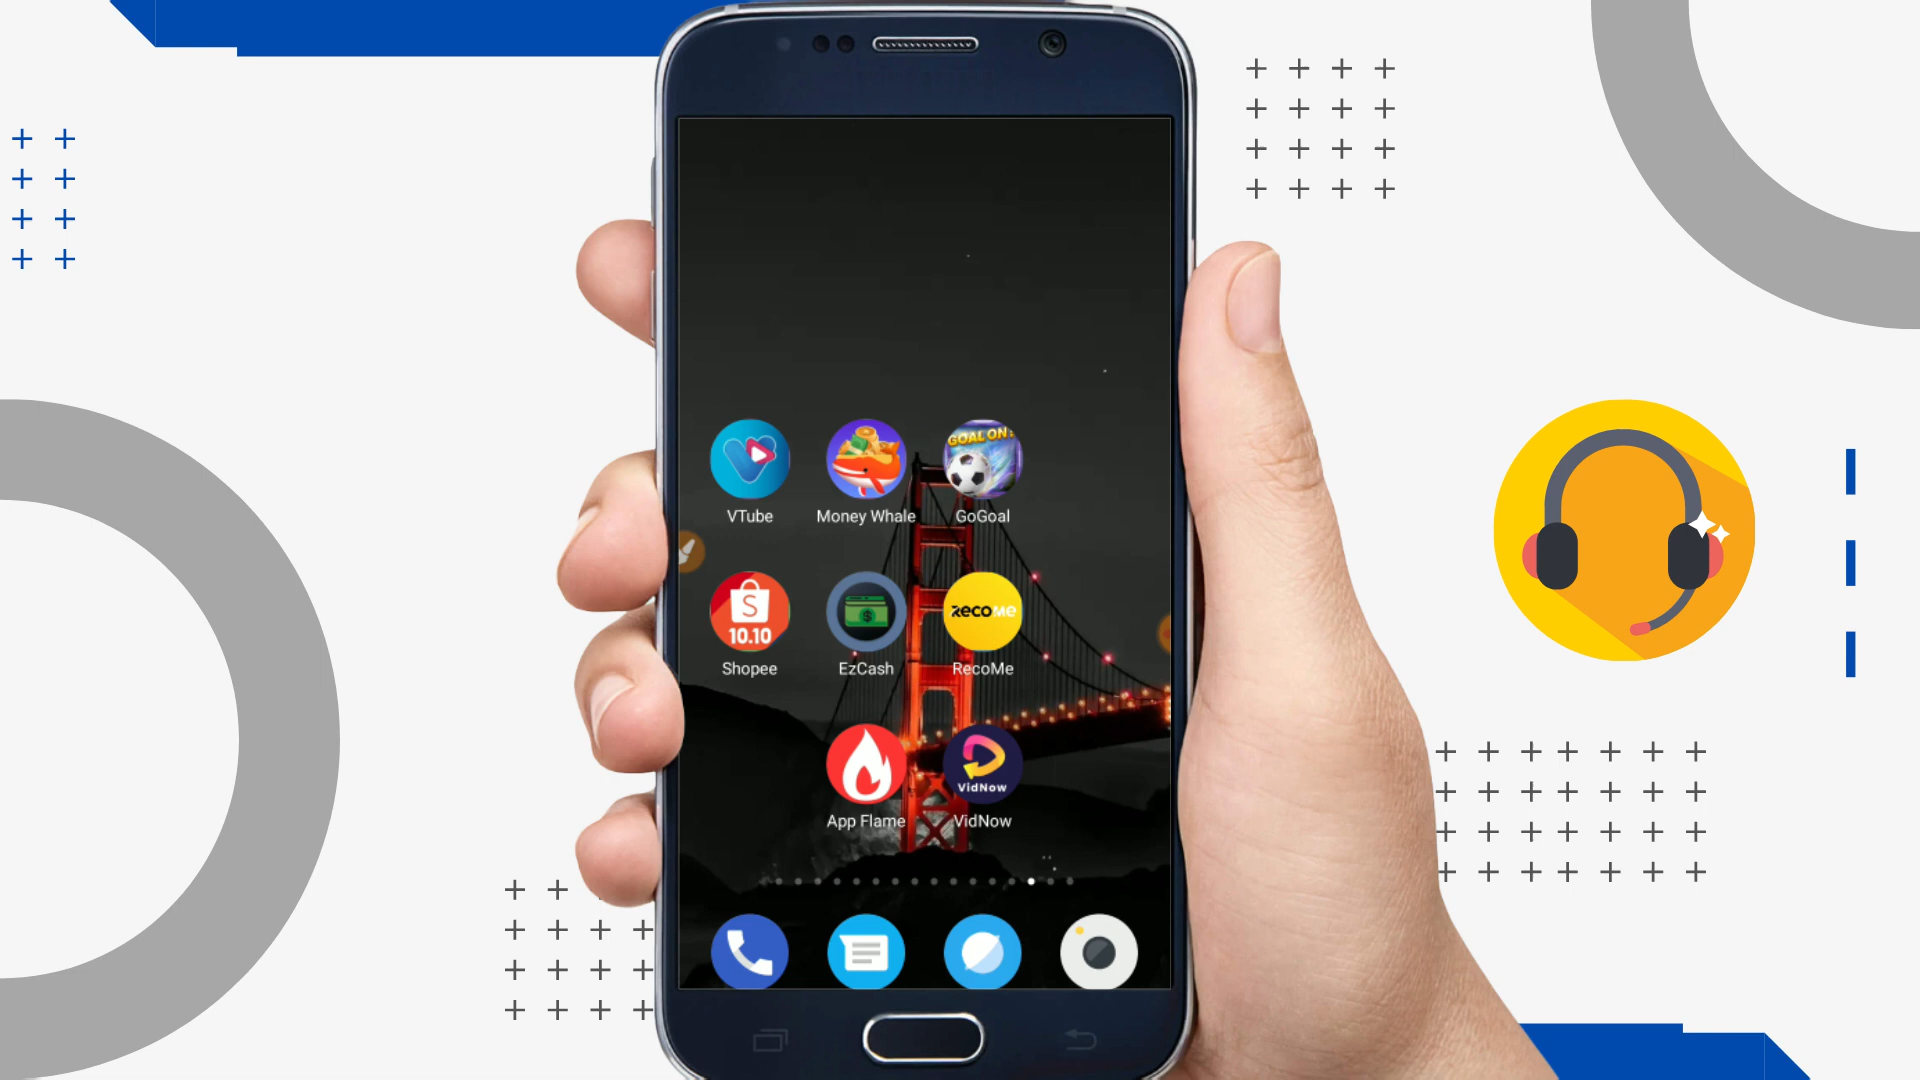 GOAL ON!
VTube
Money Whale
GoGoal
S
10.10
RECOME
Shopee
EzCash
RecoMe
VidNow
App Flame
VidNow